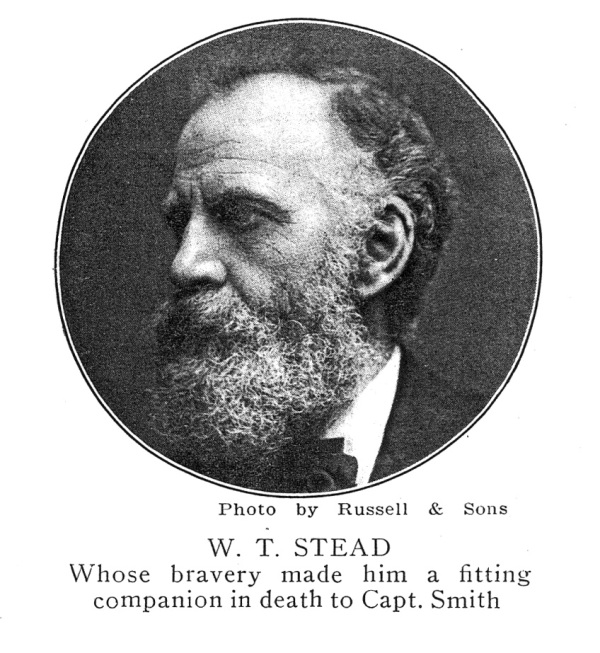 Photo by Russell & Sons
W. T. STEAD
Whose bravery made him a fitting
companion in death to Capt. Smith